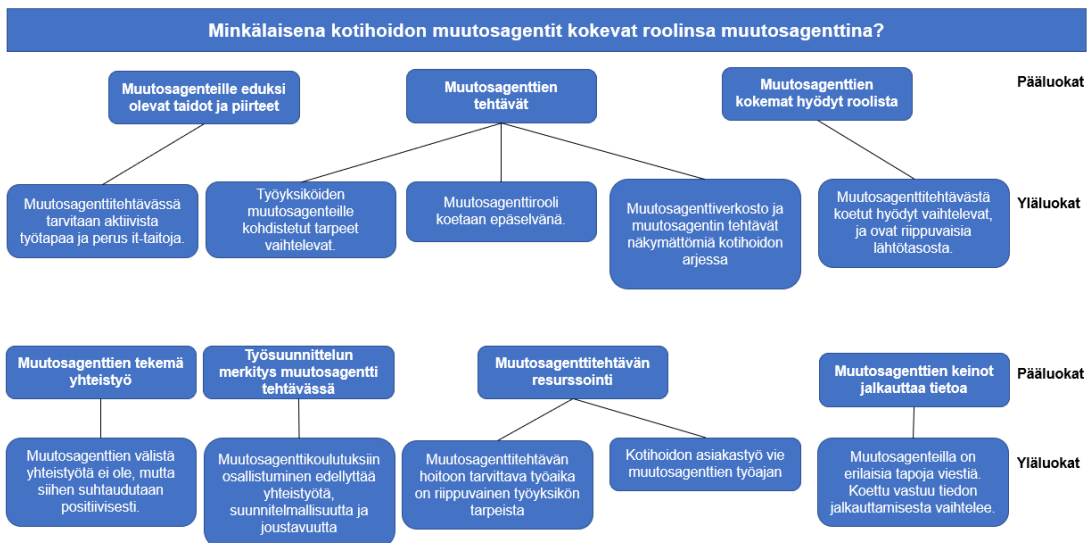 Minkälaisena kotihoidon muutosagentit kokevat roolinsa muutosagenttina?
Muutosagenteille eduksi
olevat taidot ja piirteet
Muutosagenttien
tehtävät
Muutosagenttien
kokemat hyödyt roolista
Pääluokat
Muutosagenttitehtävässä
tarvitaan aktiivista
työtapaa ja perus it-taitoja.
Työyksiköiden
muutosagenteille
kohdistetut tarpeet
vaihtelevat.
Muutosagenttirooli
koetaan epäselvänä.
Muutosagenttiverkosto ja
muutosagentin tehtävät
näkymättömiä kotihoidon
arjessa
Muutosagenttitehtävästä
koetut hyödyt vaihtelevat,
ja ovat riippuvaisia
lähtötasosta.
Yläluokat
Muutosagenttien tekemä
yhteistyö
Työsuunnittelun
merkitys muutosagentti
tehtävässä
Muutosagenttitehtävän
resurssointi
Muutosagenttien keinot
jalkauttaa tietoa
Pääluokat
Muutosagenttien välistä
yhteistyötä ei ole, mutta
siihen suhtaudutaan
positiivisesti.
Muutosagenttikoulutuksiin
osallistuminen edellyttää
yhteistyötä,
suunnitelmallisuutta ja
joustavuutta
Muutosagenttitehtävän
hoitoon tarvittava työaika
on riippuvainen työyksikön
tarpeista
Kotihoidon asiakastyö vie
muutosagenttien työajan
Muutosagenteilla on
erilaisia tapoja viestiä.
Koettu vastuu tiedon
jalkauttamisesta vaihtelee.
Yläluokat